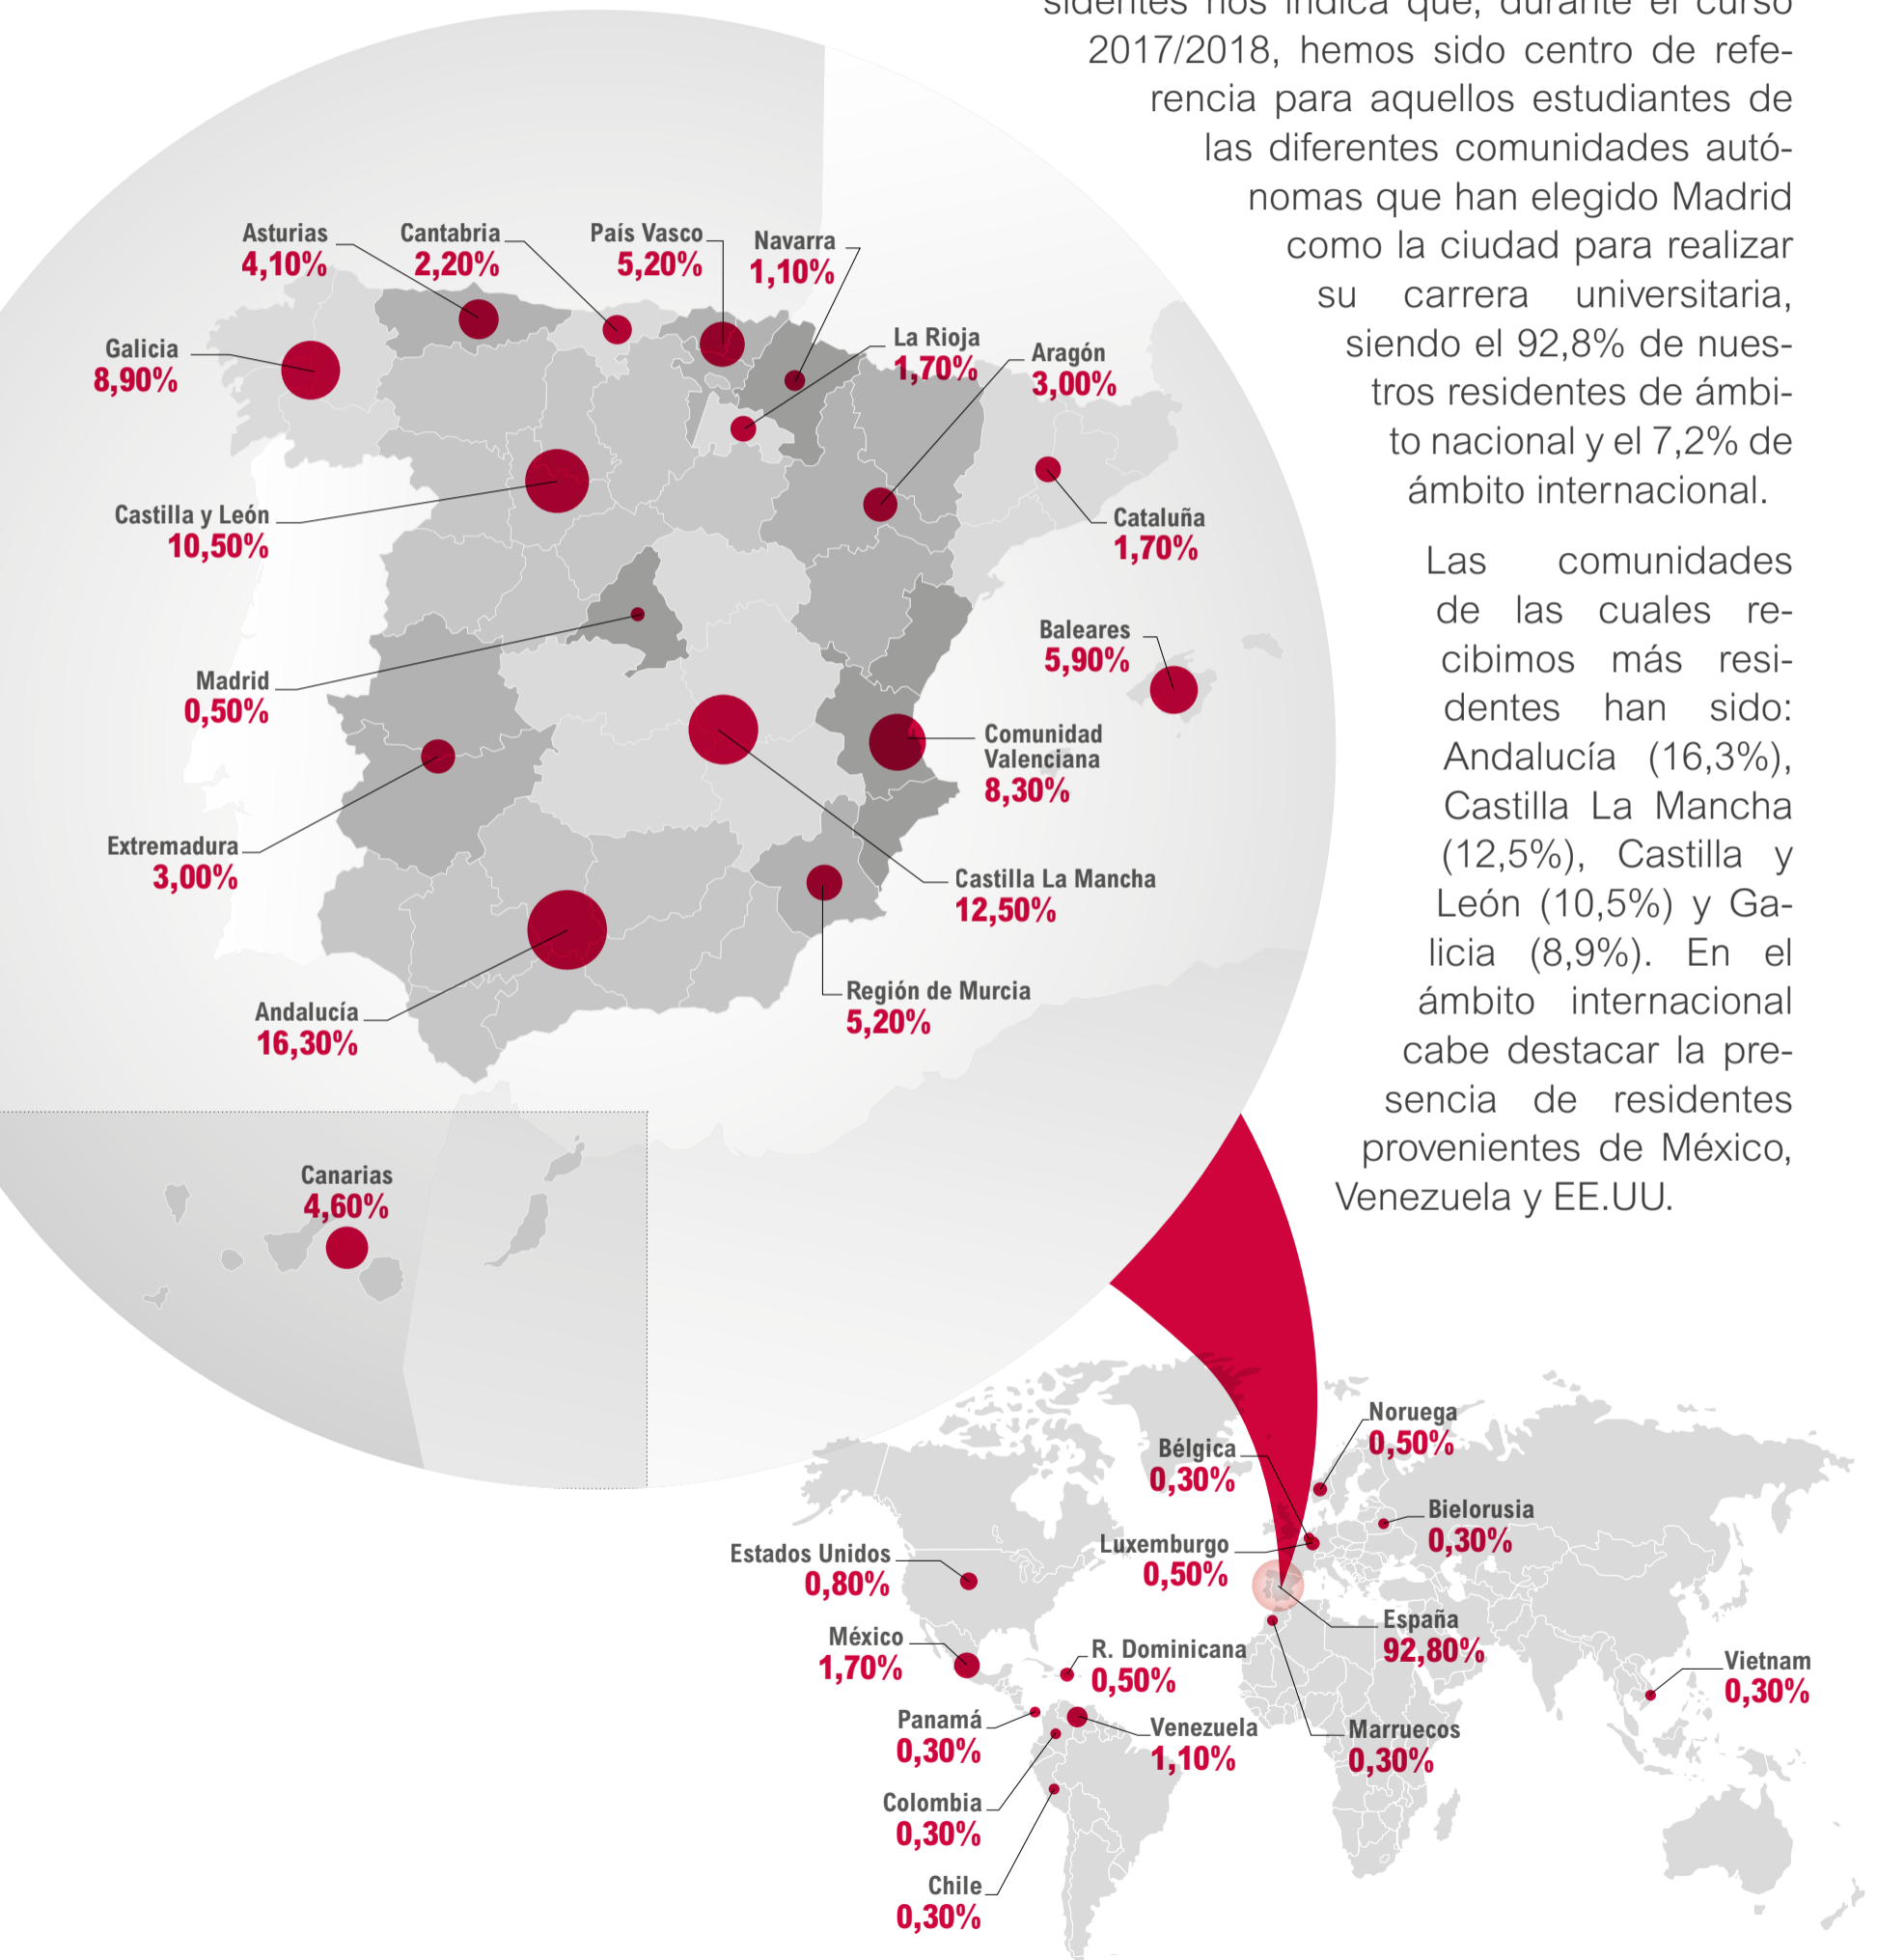 sidentes nos indica que, durante el curso
2017/2018, hemos sido centro de refe-
rencia para aquellos estudiantes de
las diferentes comunidades autó-
nomas que han elegido Madrid
como la ciudad para realizar
su carrera universitaria,
siendo el 92,8% de nues-
tros residentes de ámbi-
to nacional y el 7,2% de
ámbito internacional.
Las comunidades
de las cuales re-
cibimos más resi-
dentes han sido:
Andalucía (16,3%),
Castilla La Mancha
(12,5%), Castilla y
León (10,5%) y Ga-
licia (8,9%). En el
ámbito internacional
cabe destacar la pre-
sencia de residentes
provenientes de México,
Venezuela y EE.UU.
Asturias
4,10%
Cantabria
2,20%
País Vasco
5,20%
Navarra
1,10%
Galicia
8,90%
La Rioja
1,70%
Aragón
3,00%
Castilla y León
10,50%
Cataluña
1,70%
Madrid
0,50%
Baleares
5,90%
Comunidad
Valenciana
8,30%
Extremadura
3,00%
Castilla La Mancha
12,50%
Andalucía
16,30%
Región de Murcia
5,20%
Canarias
4,60%
Noruega
0,50%
Bélgica
0,30%
Bielorusia
0,30%
Luxemburgo
0,50%
Estados Unidos
0,80%
España
92,80%
México
1,70%
R. Dominicana
0,50%
Vietnam
0,30%
Panamá
0,30%
Venezuela
1,10%
Marruecos
0,30%
Colombia
0,30%
Chile
0,30%